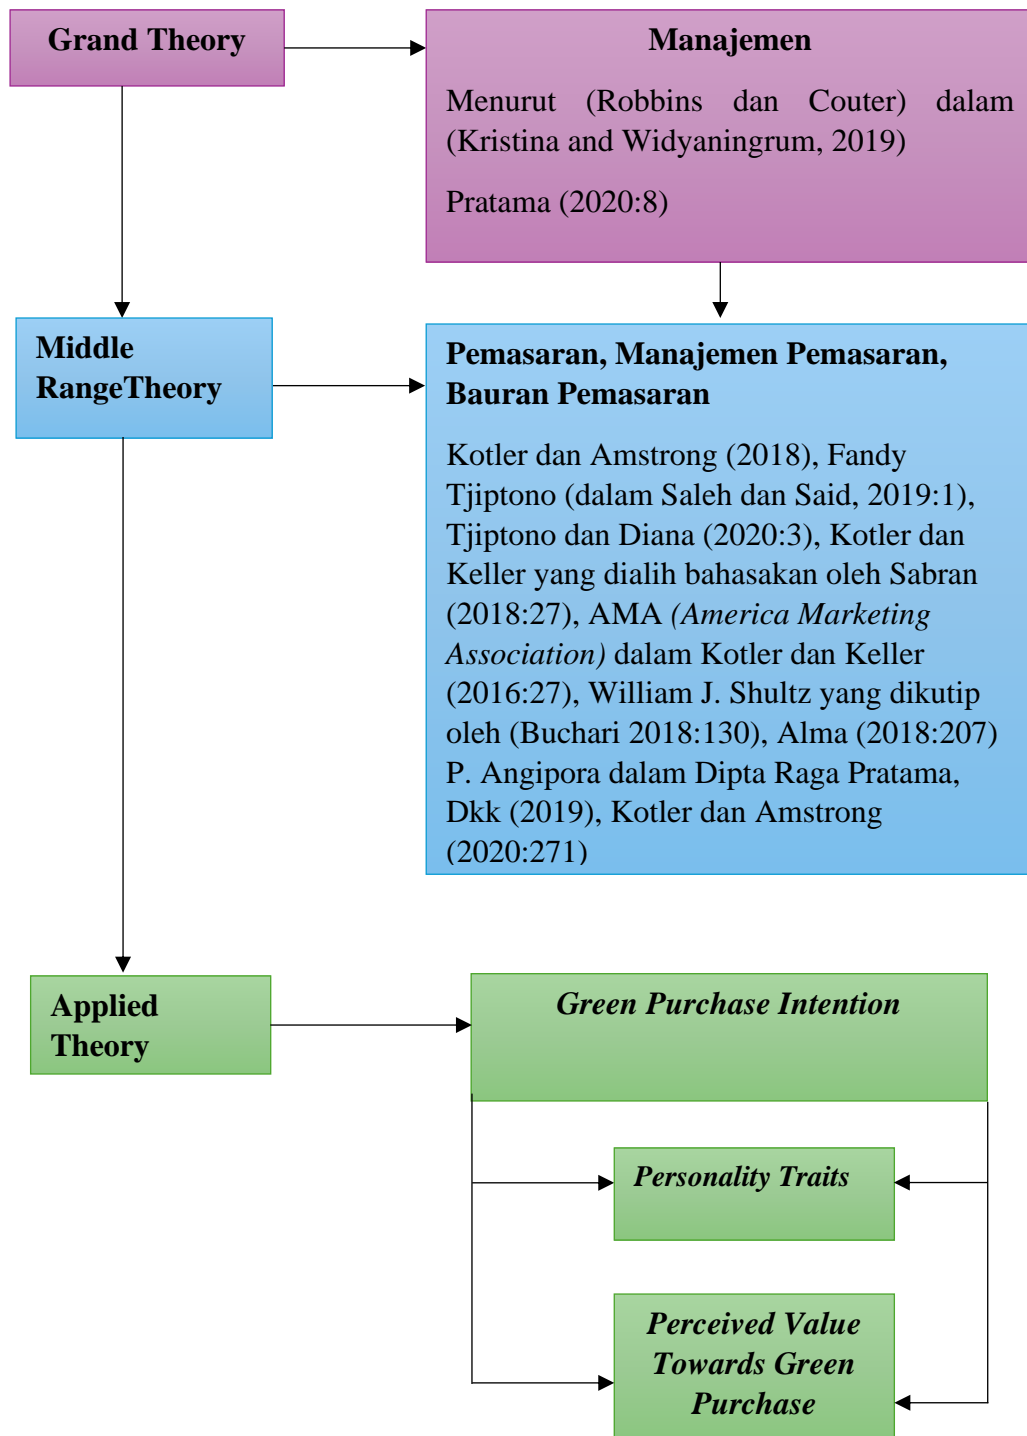 Grand Theory
Manajemen
Menurut (Robbins dan Couter) dalam
(Kristina and Widyaningrum, 2019)
Pratama (2020:8)
Middle
RangeTheory
Pemasaran, Manajemen Pemasaran,
Bauran Pemasaran
Kotler dan Amstrong (2018), Fandy
Tjiptono (dalam Saleh dan Said, 2019:1),
Tjiptono dan Diana (2020:3), Kotler dan
Keller yang dialih bahasakan oleh Sabran
(2018:27), AMA (America Marketing
Association) dalam Kotler dan Keller
(2016:27), William J. Shultz yang dikutip
oleh (Buchari 2018:130), Alma (2018:207)
P. Angipora dalam Dipta Raga Pratama,
Dkk (2019), Kotler dan Amstrong
(2020:271)
Applied
Theory
Green Purchase Intention
Personality Traits
Perceived Value
Towards Green
Purchase